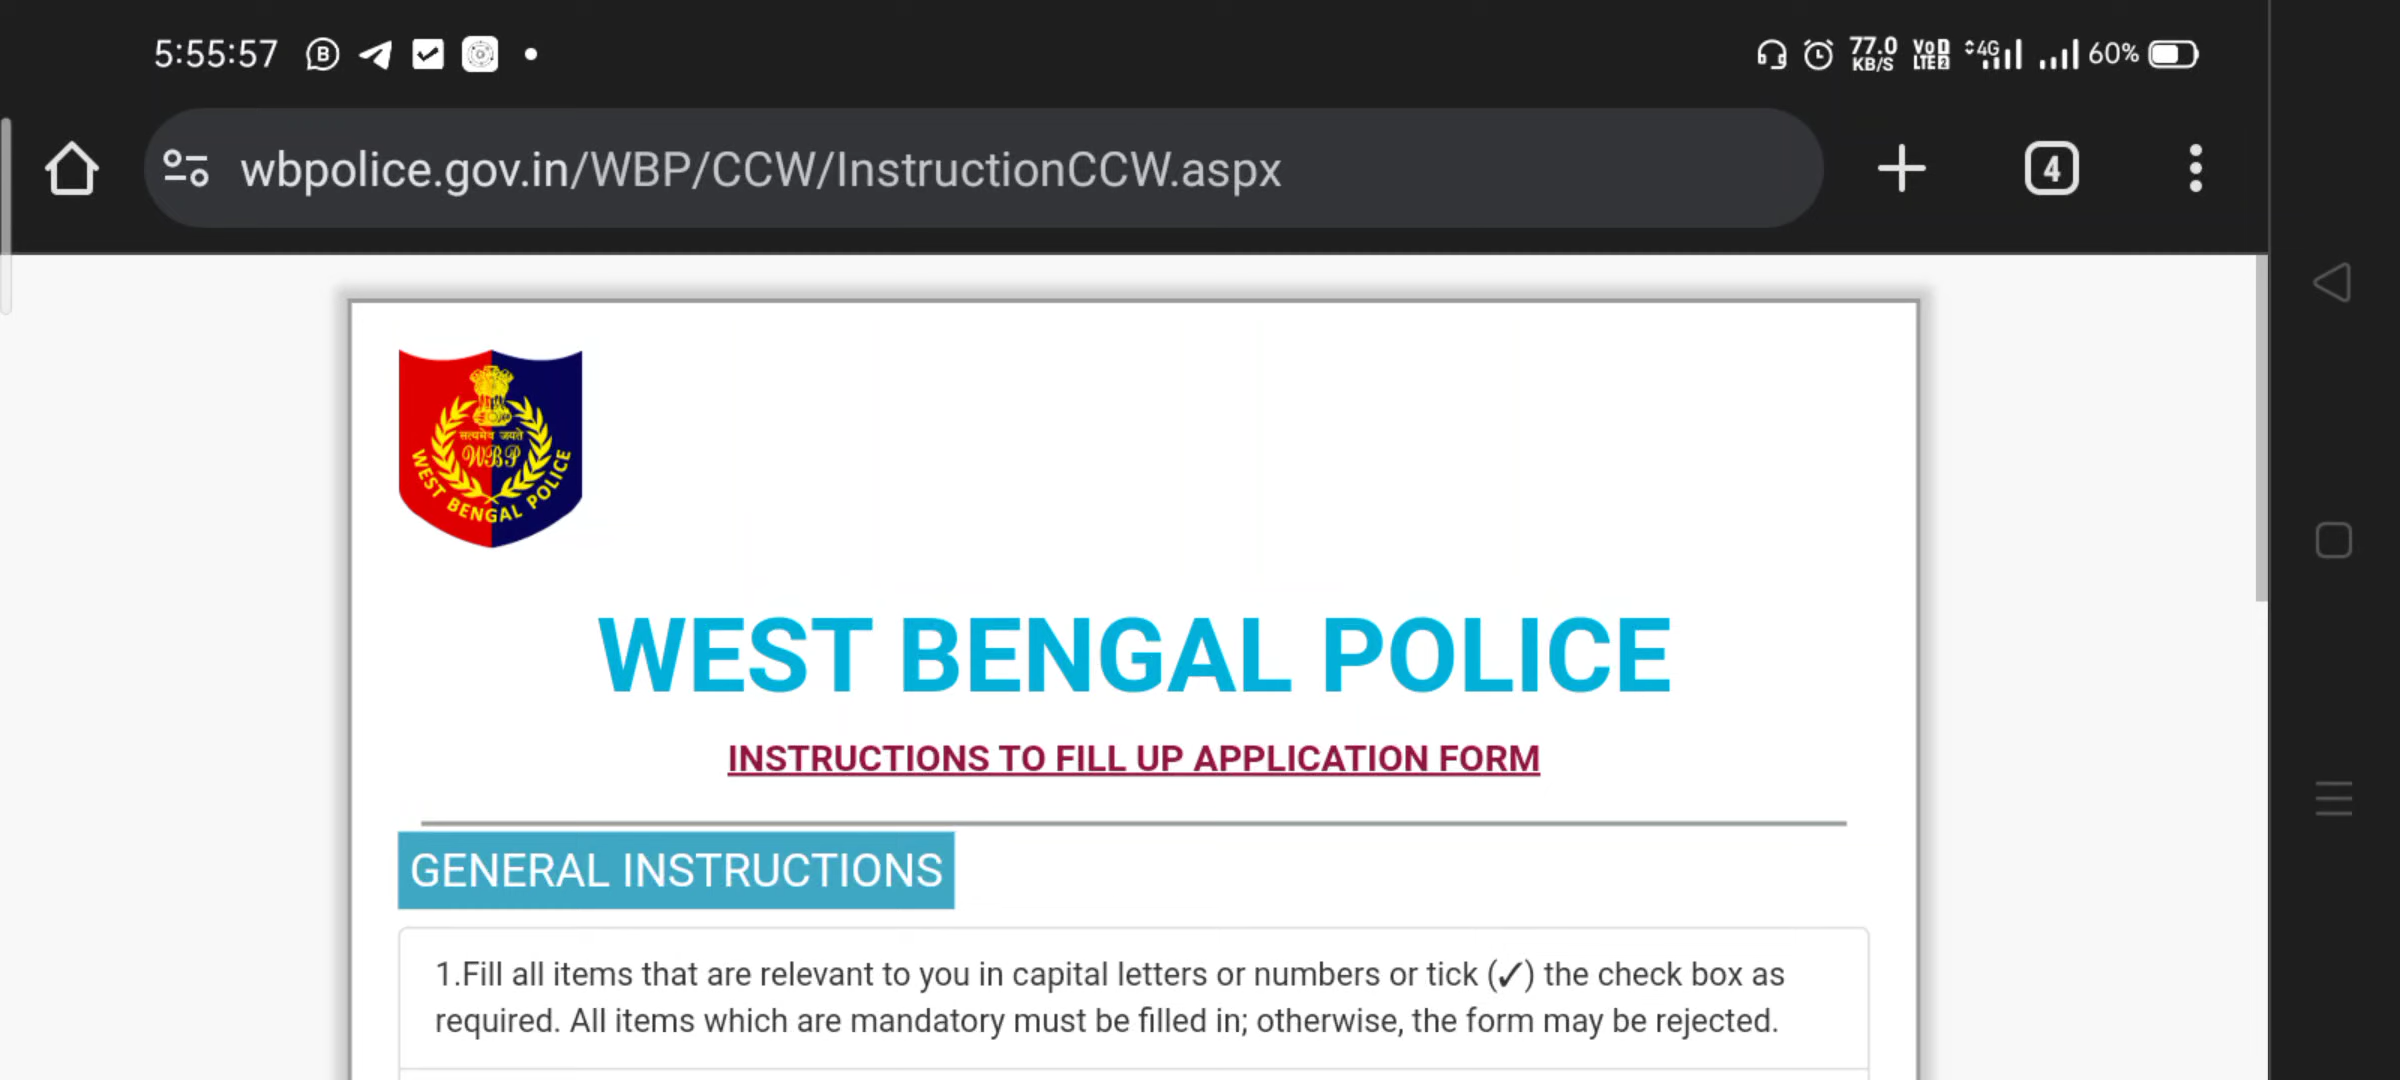 5:55:57
77.0 KB/S
VoD LTE2
4G
60%
wbpolice.gov.in/WBP/CCW/InstructionCCW.aspx
4
सत्यमेव जयते
WBP
WEST BENGAL POLICE
WEST BENGAL POLICE
INSTRUCTIONS TO FILL UP APPLICATION FORM
GENERAL INSTRUCTIONS
1.Fill all items that are relevant to you in capital letters or numbers or tick (✓) the check box as
required. All items which are mandatory must be filled in; otherwise, the form may be rejected.